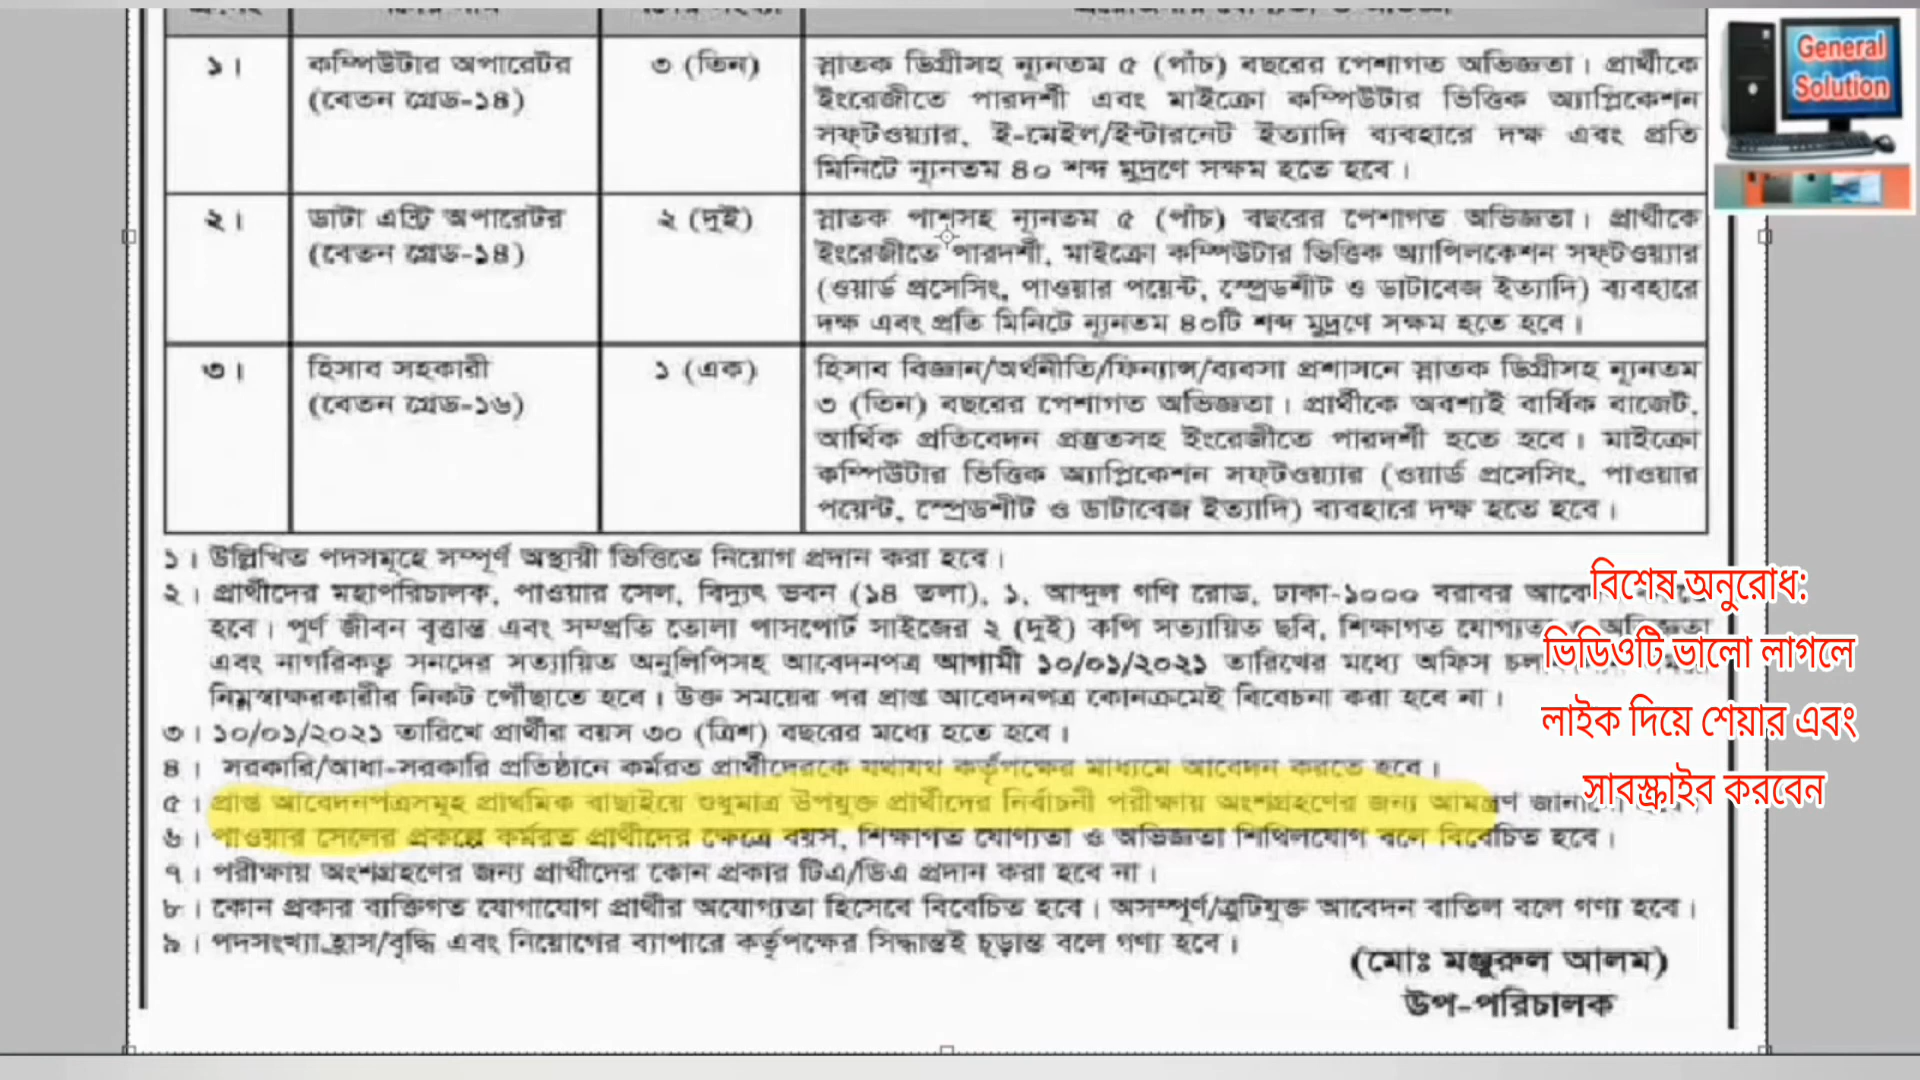 ১। কম্পিউটার অপারেটর ৩ (তিন) স্নাতক ডিগ্রীসহ ন্যূনতম ৫ (পাঁচ) বছরের পেশাগত অভিজ্ঞতা। প্রার্থীকে
(বেতন গ্রেড-১৪) ইংরেজীতে পারদর্শী এবং মাইক্রো কম্পিউটার ভিত্তিক অ্যাপ্লিকেশন
সফ্‌টওয়্যার, ই-মেইল/ইন্টারনেট ইত্যাদি ব্যবহারে দক্ষ এবং প্রতি
মিনিটে ন্যূনতম ৪০ শব্দ মুদ্রণে সক্ষম হতে হবে।
২। ডাটা এন্ট্রি অপারেটর ২ (দুই) স্নাতক পাশসহ ন্যূনতম ৫ (পাঁচ) বছরের পেশাগত অভিজ্ঞতা। প্রার্থীকে
(বেতন গ্রেড-১৪) ইংরেজীতে পারদর্শী, মাইক্রো কম্পিউটার ভিত্তিক অ্যাপিলকেশন সফ্‌টওয়্যার
(ওয়ার্ড প্রসেসিং, পাওয়ার পয়েন্ট, স্প্রেডশীট ও ডাটাবেজ ইত্যাদি) ব্যবহারে
দক্ষ এবং প্রতি মিনিটে ন্যূনতম ৪০টি শব্দ মুদ্রণে সক্ষম হতে হবে।
৩। হিসাব সহকারী ১ (এক) হিসাব বিজ্ঞান/অর্থনীতি/ফিন্যান্স/ব্যবসা প্রশাসনে স্নাতক ডিগ্রীসহ ন্যূনতম
(বেতন গ্রেড-১৬) ৩ (তিন) বছরের পেশাগত অভিজ্ঞতা। প্রার্থীকে অবশ্যই বার্ষিক বাজেট,
আর্থিক প্রতিবেদন প্রস্তুতসহ ইংরেজীতে পারদর্শী হতে হবে। মাইক্রো
কম্পিউটার ভিত্তিক অ্যাপ্লিকেশন সফ্‌টওয়্যার (ওয়ার্ড প্রসেসিং, পাওয়ার
পয়েন্ট, স্প্রেডশীট ও ডাটাবেজ ইত্যাদি) ব্যবহারে দক্ষ হতে হবে।
১। উল্লিখিত পদসমূহে সম্পূর্ণ অস্থায়ী ভিত্তিতে নিয়োগ প্রদান করা হবে।
২। প্রার্থীদের মহাপরিচালক, পাওয়ার সেল, বিদ্যুৎ ভবন (১৪ তলা), ১, আব্দুল গণি রোড, ঢাকা-১০০০ বরাবর
হবে। পূর্ণ জীবন বৃত্তান্ত এবং সম্প্রতি তোলা পাসপোর্ট সাইজের ২ (দুই) কপি সত্যায়িত ছবি, শিক্ষাগত
এবং নাগরিকত্ব সনদের সত্যায়িত অনুলিপিসহ আবেদনপত্র আগামী ১০/০১/২০২১ তারিখের মধ্যে অফিস
নিম্নস্বাক্ষরকারীর নিকট পৌঁছাতে হবে। উক্ত সময়ের পর প্রাপ্ত আবেদনপত্র কোনক্রমেই বিবেচনা করা হবে না।
৩। ১০/০১/২০২১ তারিখে প্রার্থীর বয়স ৩০ (ত্রিশ) বছরের মধ্যে হতে হবে।
৪। সরকারি/আধা-সরকারি প্রতিষ্ঠানে কর্মরত প্রার্থীদেরকে যথাযথ কর্তৃপক্ষের মাধ্যমে আবেদন করতে হবে।
৫। প্রাপ্ত আবেদনপত্রসমূহ প্রাথমিক বাছাইয়ে শুধুমাত্র উপযুক্ত প্রার্থীদের নির্বাচনী পরীক্ষায় অংশগ্রহণের জন্য আমন্ত্রণ
৬। পাওয়ার সেলের প্রকল্পে কর্মরত প্রার্থীদের ক্ষেত্রে বয়স, শিক্ষাগত যোগ্যতা ও অভিজ্ঞতা শিথিলযোগ বলে বিবেচিত হবে।
৭। পরীক্ষায় অংশগ্রহণের জন্য প্রার্থীদের কোন প্রকার টিএ/ডিএ প্রদান করা হবে না।
৮। কোন প্রকার ব্যক্তিগত যোগাযোগ প্রার্থীর অযোগ্যতা হিসেবে বিবেচিত হবে। অসম্পূর্ণ/ত্রুটিযুক্ত আবেদন বাতিল বলে গণ্য হবে।
৯। পদসংখ্যা হ্রাস/বৃদ্ধি এবং নিয়োগের ব্যাপারে কর্তৃপক্ষের সিদ্ধান্তই চূড়ান্ত বলে গণ্য হবে।
(মোঃ মঞ্জুরুল আলম)
উপ-পরিচালক
General
Solution
বিশেষ অনুরোধ:
ভিডিওটি ভালো লাগলে
লাইক দিয়ে শেয়ার এবং
সাবস্ক্রাইব করবেন